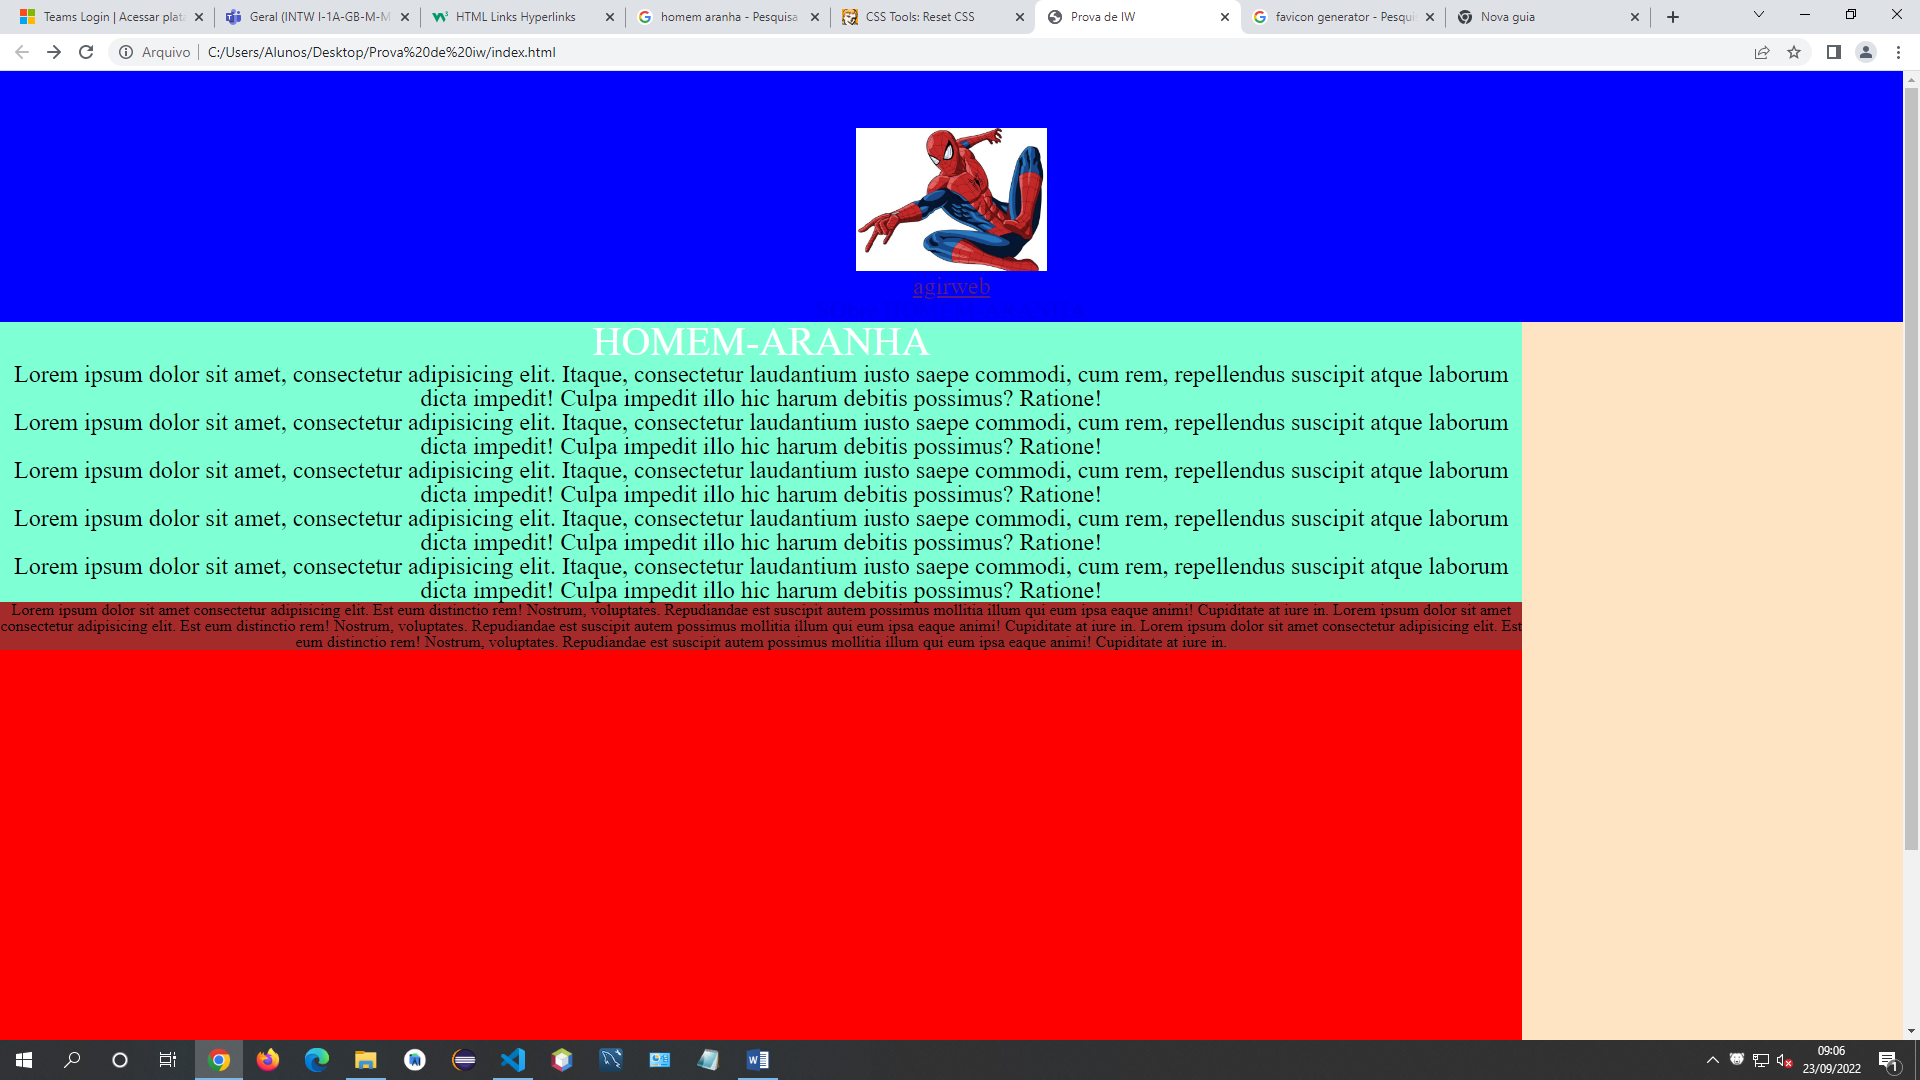 Teams Login | Acessar plata
Geral (INTW I-1A-GB-M-M
HTML Links Hyperlinks
homem aranha - Pesquisa
CSS Tools: Reset CSS
Prova de IW
favicon generator - Pesqui
Nova guia
Arquivo
C:/Users/Alunos/Desktop/Prova%20de%20iw/index.html
agirweb
HOMEM-ARANHA
Lorem ipsum dolor sit amet, consectetur adipisicing elit. Itaque, consectetur laudantium iusto saepe commodi, cum rem, repellendus suscipit atque laborum
dicta impedit! Culpa impedit illo hic harum debitis possimus? Ratione!
Lorem ipsum dolor sit amet, consectetur adipisicing elit. Itaque, consectetur laudantium iusto saepe commodi, cum rem, repellendus suscipit atque laborum
dicta impedit! Culpa impedit illo hic harum debitis possimus? Ratione!
Lorem ipsum dolor sit amet, consectetur adipisicing elit. Itaque, consectetur laudantium iusto saepe commodi, cum rem, repellendus suscipit atque laborum
dicta impedit! Culpa impedit illo hic harum debitis possimus? Ratione!
Lorem ipsum dolor sit amet, consectetur adipisicing elit. Itaque, consectetur laudantium iusto saepe commodi, cum rem, repellendus suscipit atque laborum
dicta impedit! Culpa impedit illo hic harum debitis possimus? Ratione!
Lorem ipsum dolor sit amet, consectetur adipisicing elit. Itaque, consectetur laudantium iusto saepe commodi, cum rem, repellendus suscipit atque laborum
dicta impedit! Culpa impedit illo hic harum debitis possimus? Ratione!
Lorem ipsum dolor sit amet consectetur adipisicing elit. Est eum distinctio rem! Nostrum, voluptates. Repudiandae est suscipit autem possimus mollitia illum qui eum ipsa eaque animi! Cupiditate at iure in. Lorem ipsum dolor sit amet
consectetur adipisicing elit. Est eum distinctio rem! Nostrum, voluptates. Repudiandae est suscipit autem possimus mollitia illum qui eum ipsa eaque animi! Cupiditate at iure in. Lorem ipsum dolor sit amet consectetur adipisicing elit. Est
eum distinctio rem! Nostrum, voluptates. Repudiandae est suscipit autem possimus mollitia illum qui eum ipsa eaque animi! Cupiditate at iure in.
09:06
23/09/2022
1